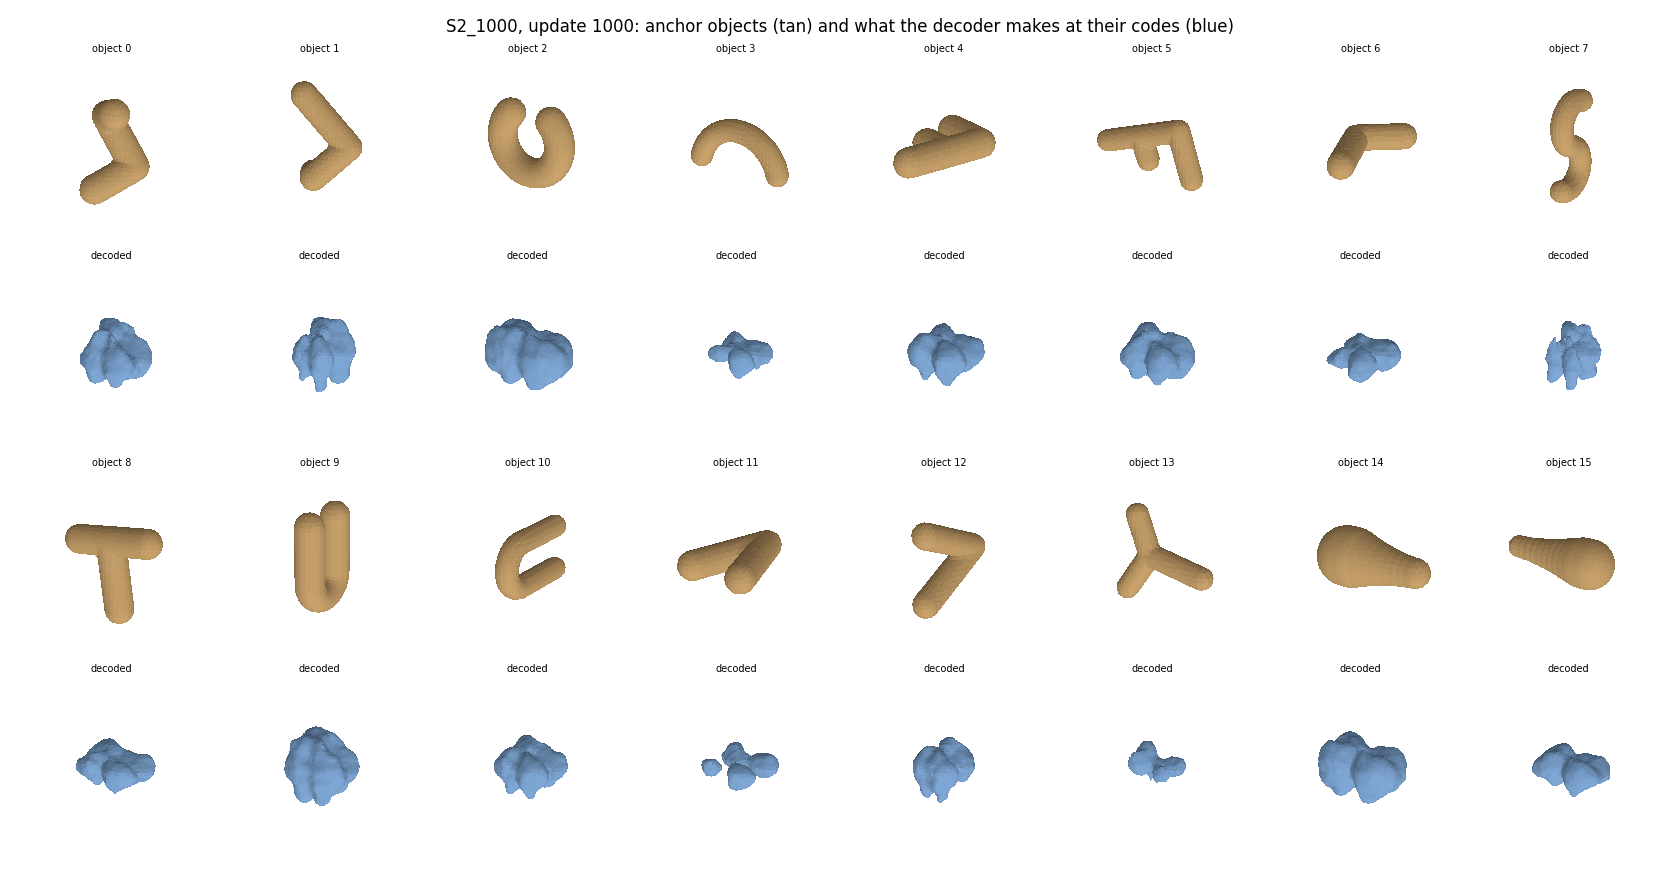 S2_1000, update 1000: anchor objects (tan) and what the decoder makes at their codes (blue)
object 0 object 1 object 2 object 3 object 4 object 5 object 6 object 7
decoded decoded decoded decoded decoded decoded decoded decoded
object 8 object 9 object 10 object 11 object 12 object 13 object 14 object 15
decoded decoded decoded decoded decoded decoded decoded decoded